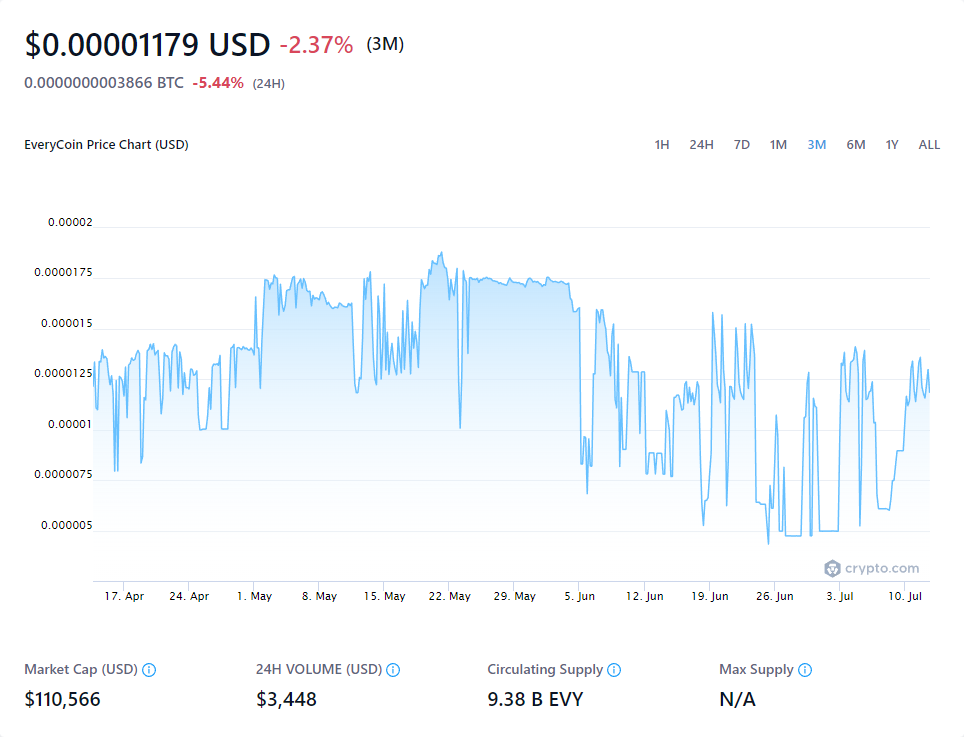 $0.00001179 USD -2.37% (3M)
0.0000000003866 BTC -5.44% (24H)
EveryCoin Price Chart (USD) 1H 24H 7D 1M 3M 6M 1Y ALL
0.00002
0.0000175
0.000015
0.0000125
0.00001
0.0000075
0.000005
crypto.com
17. Apr 24. Apr 1. May 8. May 15. May 22. May 29. May 5. Jun 12. Jun 19. Jun 26. Jun 3. Jul 10. Jul
Market Cap (USD) 24H VOLUME (USD) Circulating Supply Max Supply
$110,566 $3,448 9.38 B EVY N/A